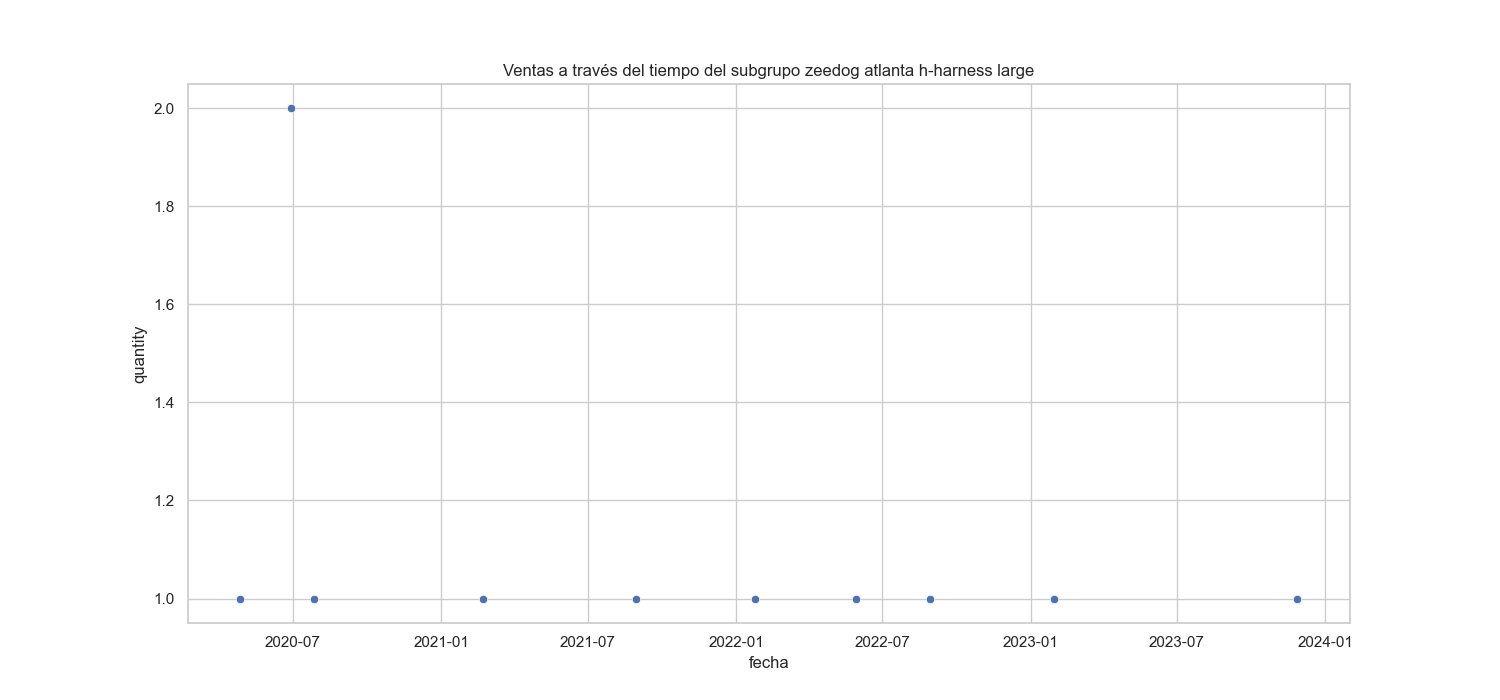 Ventas a través del tiempo del subgrupo zeedog atlanta h-harness large
2.0
1.8
1.6
1.4
1.2
1.0
quantity
2020-07 2021-01 2021-07 2022-01 2022-07 2023-01 2023-07 2024-01
fecha